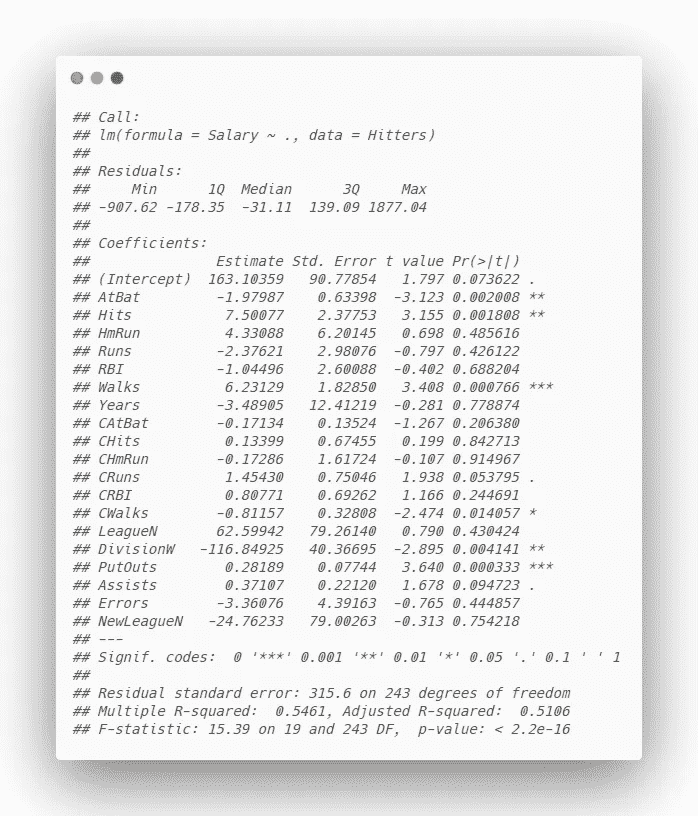 ## Call:
## lm(formula = Salary ~ ., data = Hitters)
##
## Residuals:
##     Min      1Q  Median      3Q     Max
## -907.62 -178.35  -31.11  139.09 1877.04
##
## Coefficients:
##               Estimate Std. Error t value Pr(>|t|)
## (Intercept)  163.10359   90.77854   1.797 0.073622 .
## AtBat         -1.97987    0.63398  -3.123 0.002008 **
## Hits           7.50077    2.37753   3.155 0.001808 **
## HmRun          4.33088    6.20145   0.698 0.485616
## Runs          -2.37621    2.98076  -0.797 0.426122
## RBI           -1.04496    2.60088  -0.402 0.688204
## Walks          6.23129    1.82850   3.408 0.000766 ***
## Years         -3.48905   12.41219  -0.281 0.778874
## CAtBat        -0.17134    0.13524  -1.267 0.206380
## CHits          0.13399    0.67455   0.199 0.842713
## CHmRun        -0.17286    1.61724  -0.107 0.914967
## CRuns          1.45430    0.75046   1.938 0.053795 .
## CRBI           0.80771    0.69262   1.166 0.244691
## CWalks        -0.81157    0.32808  -2.474 0.014057 *
## LeagueN       62.59942   79.26140   0.790 0.430424
## DivisionW   -116.84925   40.36695  -2.895 0.004141 **
## PutOuts        0.28189    0.07744   3.640 0.000333 ***
## Assists        0.37107    0.22120   1.678 0.094723 .
## Errors        -3.36076    4.39163  -0.765 0.444857
## NewLeagueN   -24.76233   79.00263  -0.313 0.754218
## ---
## Signif. codes:  0 '***' 0.001 '**' 0.01 '*' 0.05 '.' 0.1 ' ' 1
##
## Residual standard error: 315.6 on 243 degrees of freedom
## Multiple R-squared:  0.5461, Adjusted R-squared:  0.5106
## F-statistic: 15.39 on 19 and 243 DF,  p-value: < 2.2e-16